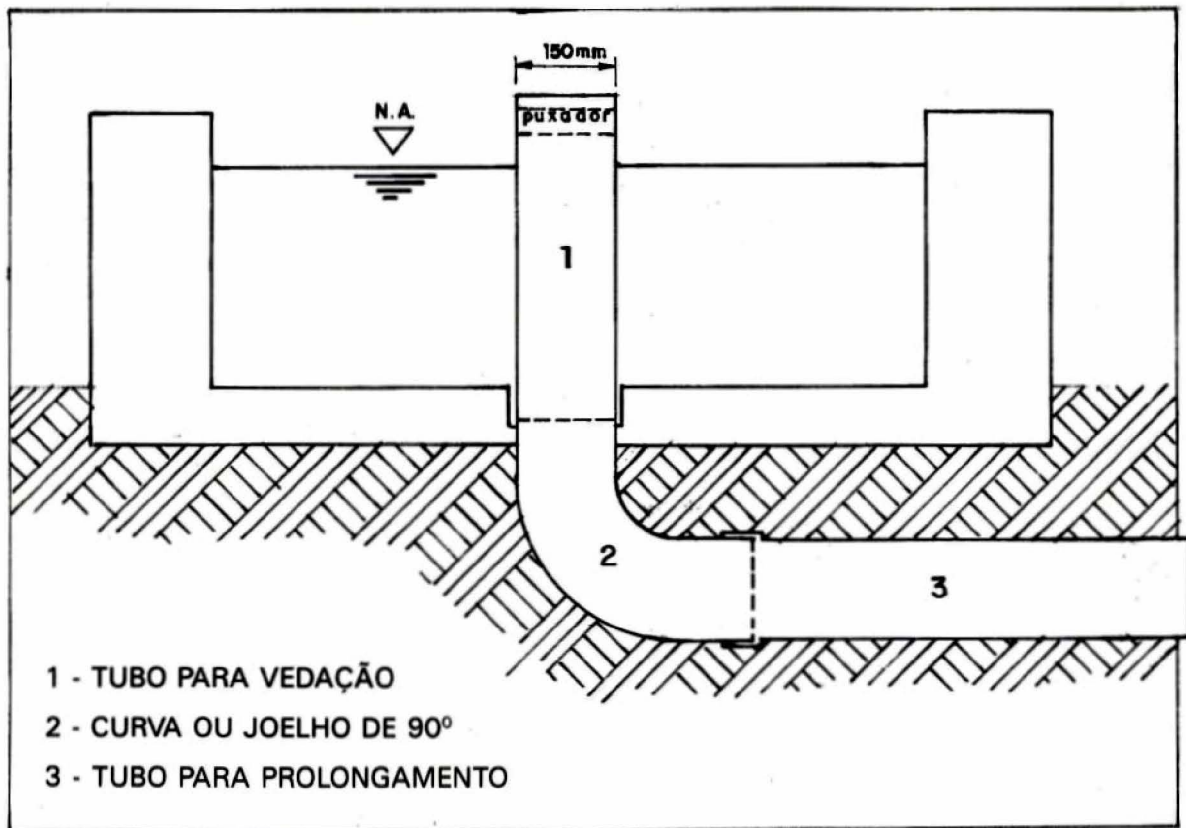 150mm
N.A.
puxador
1
2
3
1 - TUBO PARA VEDAÇÃO
2 - CURVA OU JOELHO DE 90º
3 - TUBO PARA PROLONGAMENTO